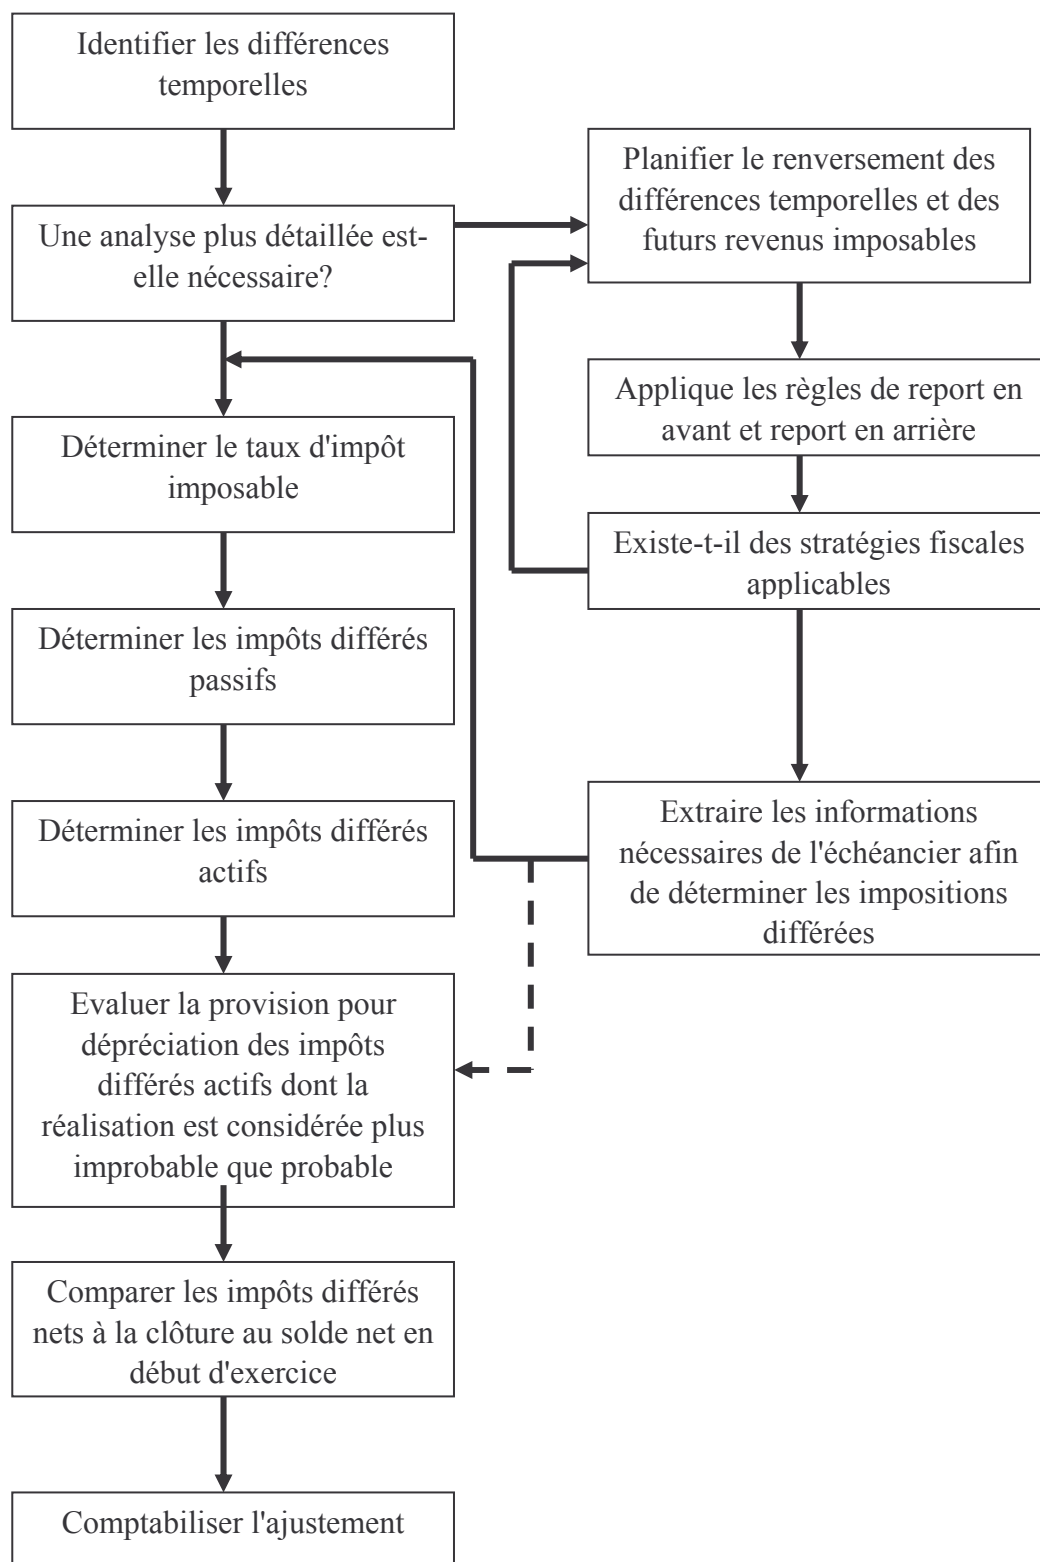 Identifier les différences
temporelles
Une analyse plus détaillée est-
elle nécessaire?
Déterminer le taux d'impôt
imposable
Déterminer les impôts différés
passifs
Déterminer les impôts différés
actifs
Evaluer la provision pour
dépréciation des impôts
différés actifs dont la
réalisation est considérée plus
improbable que probable
Comparer les impôts différés
nets à la clôture au solde net en
début d'exercice
Comptabiliser l'ajustement
Planifier le renversement des
différences temporelles et des
futurs revenus imposables
Applique les règles de report en
avant et report en arrière
Existe-t-il des stratégies fiscales
applicables
Extraire les informations
nécessaires de l'échéancier afin
de déterminer les impositions
différées